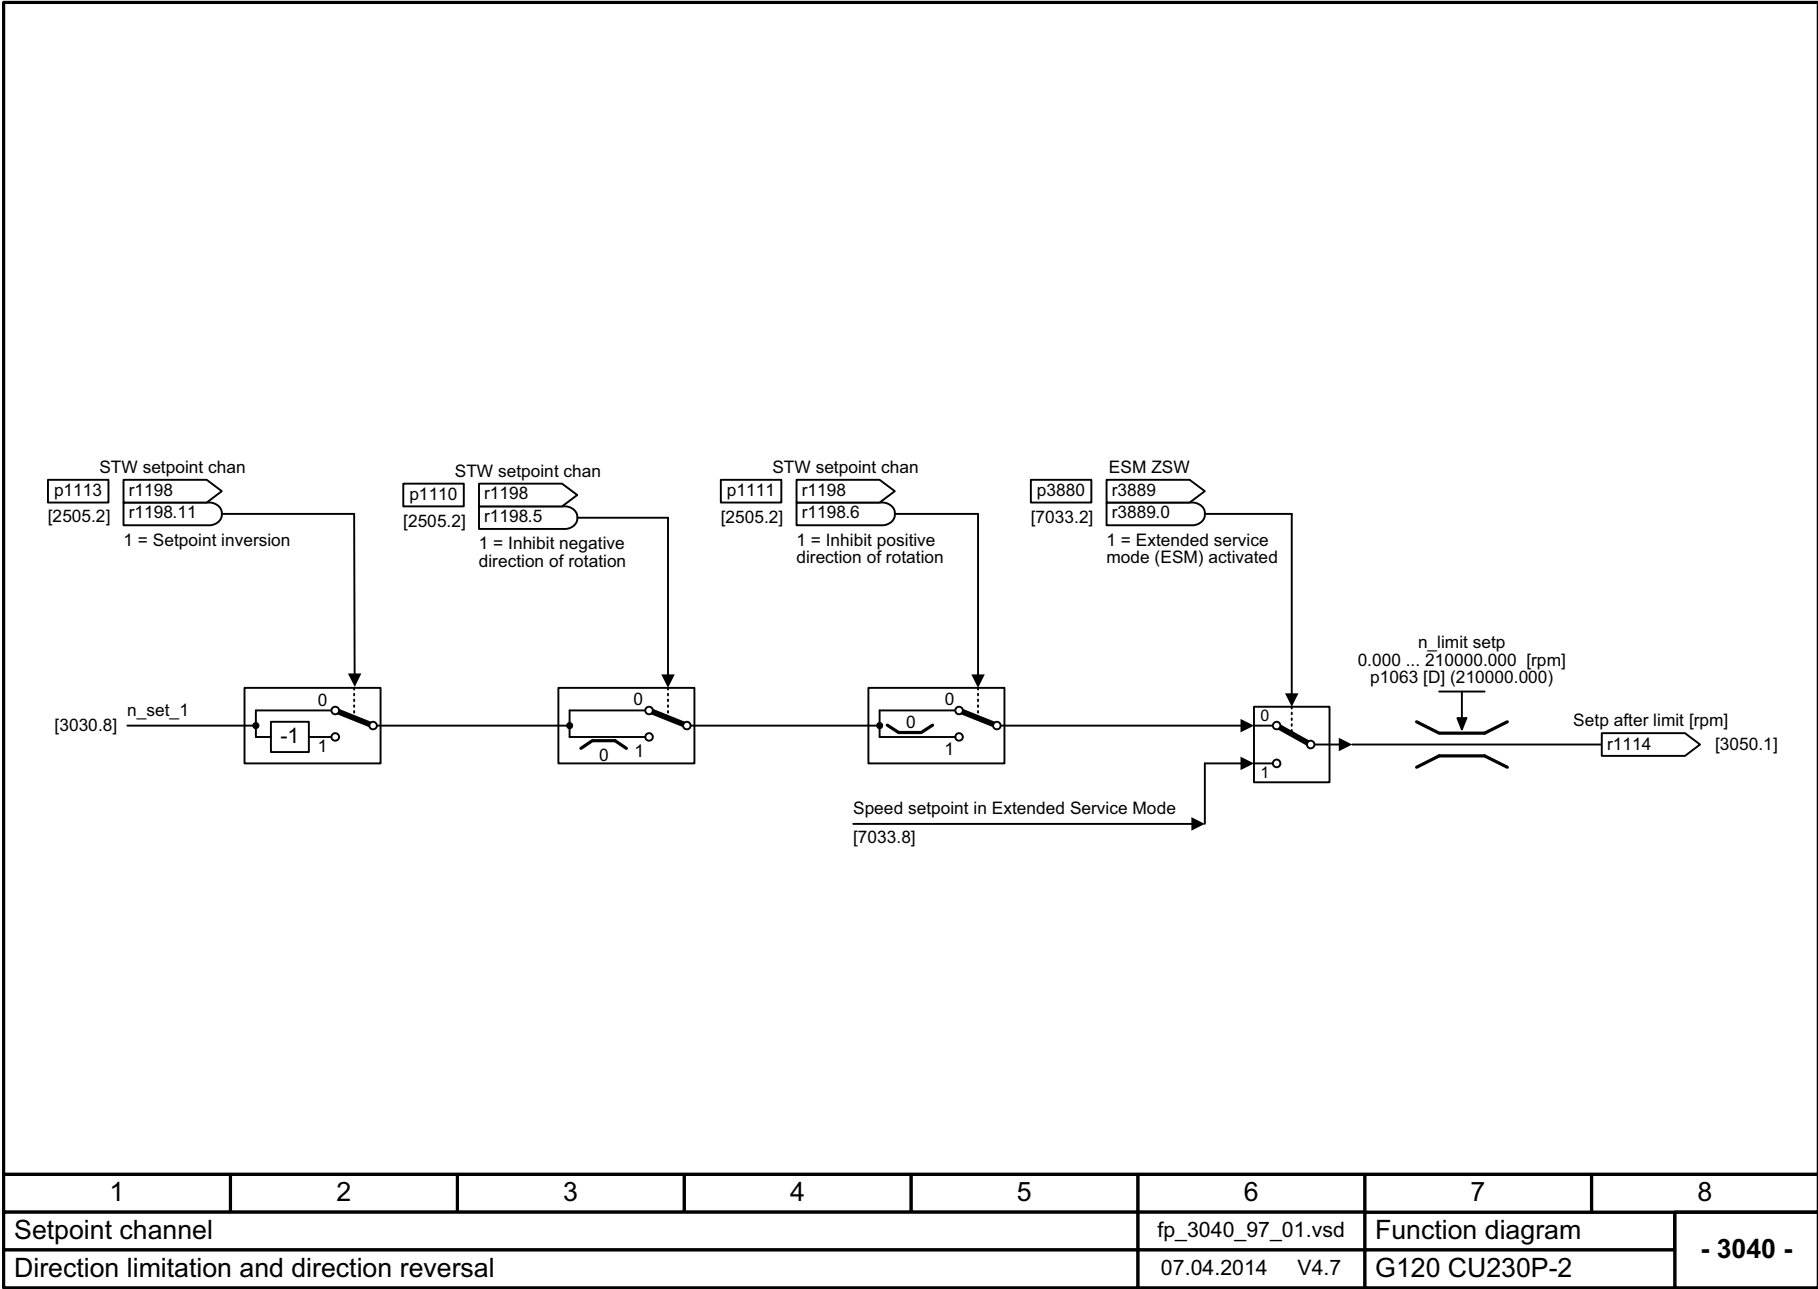 STW setpoint chan
p1113
r1198
[2505.2]
r1198.11
1 = Setpoint inversion
STW setpoint chan
p1110
r1198
[2505.2]
r1198.5
1 = Inhibit negative
direction of rotation
STW setpoint chan
p1111
r1198
[2505.2]
r1198.6
1 = Inhibit positive
direction of rotation
ESM ZSW
p3880
r3889
[7033.2]
r3889.0
1 = Extended service
mode (ESM) activated
n_limit setp
0.000 ... 210000.000 [rpm]
p1063 [D] (210000.000)
[3030.8]
n_set_1
0
-1
1
0
0
1
0
0
1
0
1
Setp after limit [rpm]
r1114
[3050.1]
Speed setpoint in Extended Service Mode
[7033.8]
1 2 3 4 5 6 7 8
Setpoint channel
fp_3040_97_01.vsd
Function diagram
- 3040 -
Direction limitation and direction reversal
07.04.2014 V4.7
G120 CU230P-2